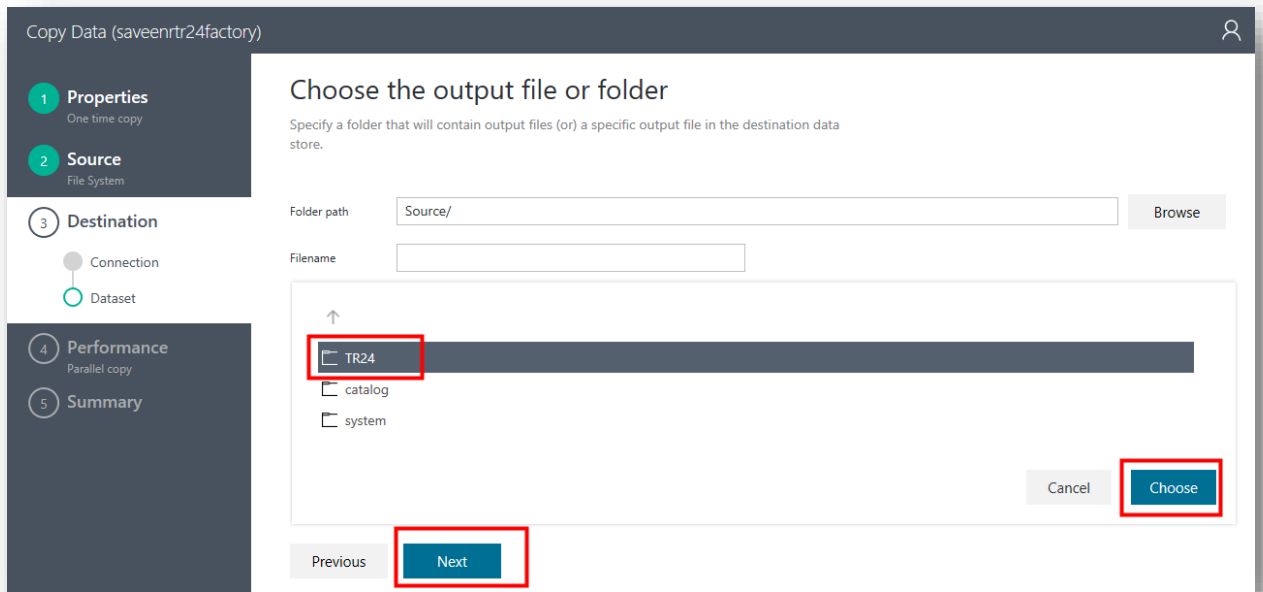 Copy Data (saveenrtr24factory)
1 Properties
One time copy
2 Source
File System
3 Destination
Connection
Dataset
4 Performance
Parallel copy
5 Summary
Choose the output file or folder
Specify a folder that will contain output files (or) a specific output file in the destination data
store.
Folder path Source/ Browse
Filename
TR24
catalog
system
Cancel Choose
Previous Next